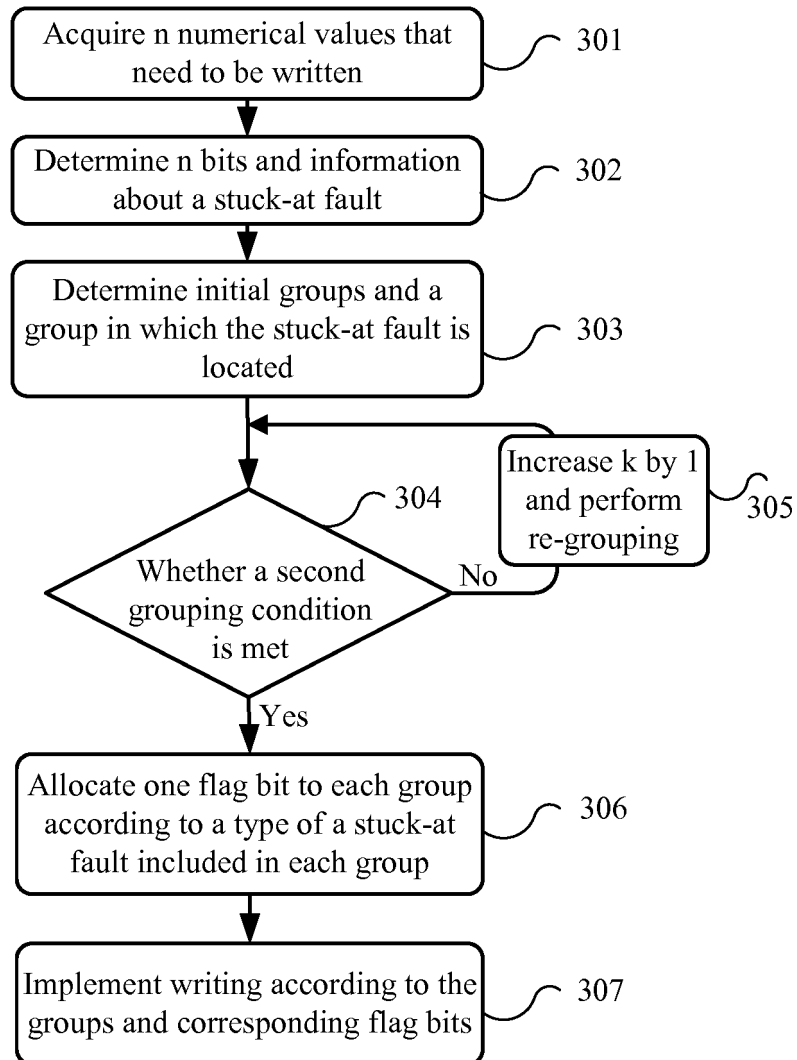 Acquire n numerical values that
need to be written
301
Determine n bits and information
about a stuck-at fault
302
Determine initial groups and a
group in which the stuck-at fault is
located
303
304
Whether a second
grouping condition
is met
No
Increase k by 1
and perform
re-grouping
305
Yes
Allocate one flag bit to each group
according to a type of a stuck-at
fault included in each group
306
Implement writing according to the
groups and corresponding flag bits
307